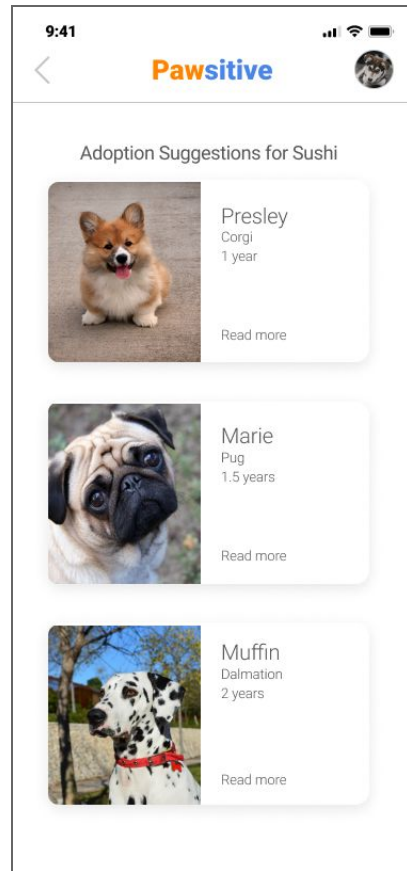 9:41
Pawsitive
Adoption Suggestions for Sushi
Presley
Corgi
1 year
Read more
Marie
Pug
1.5 years
Read more
Muffin
Dalmation
2 years
Read more